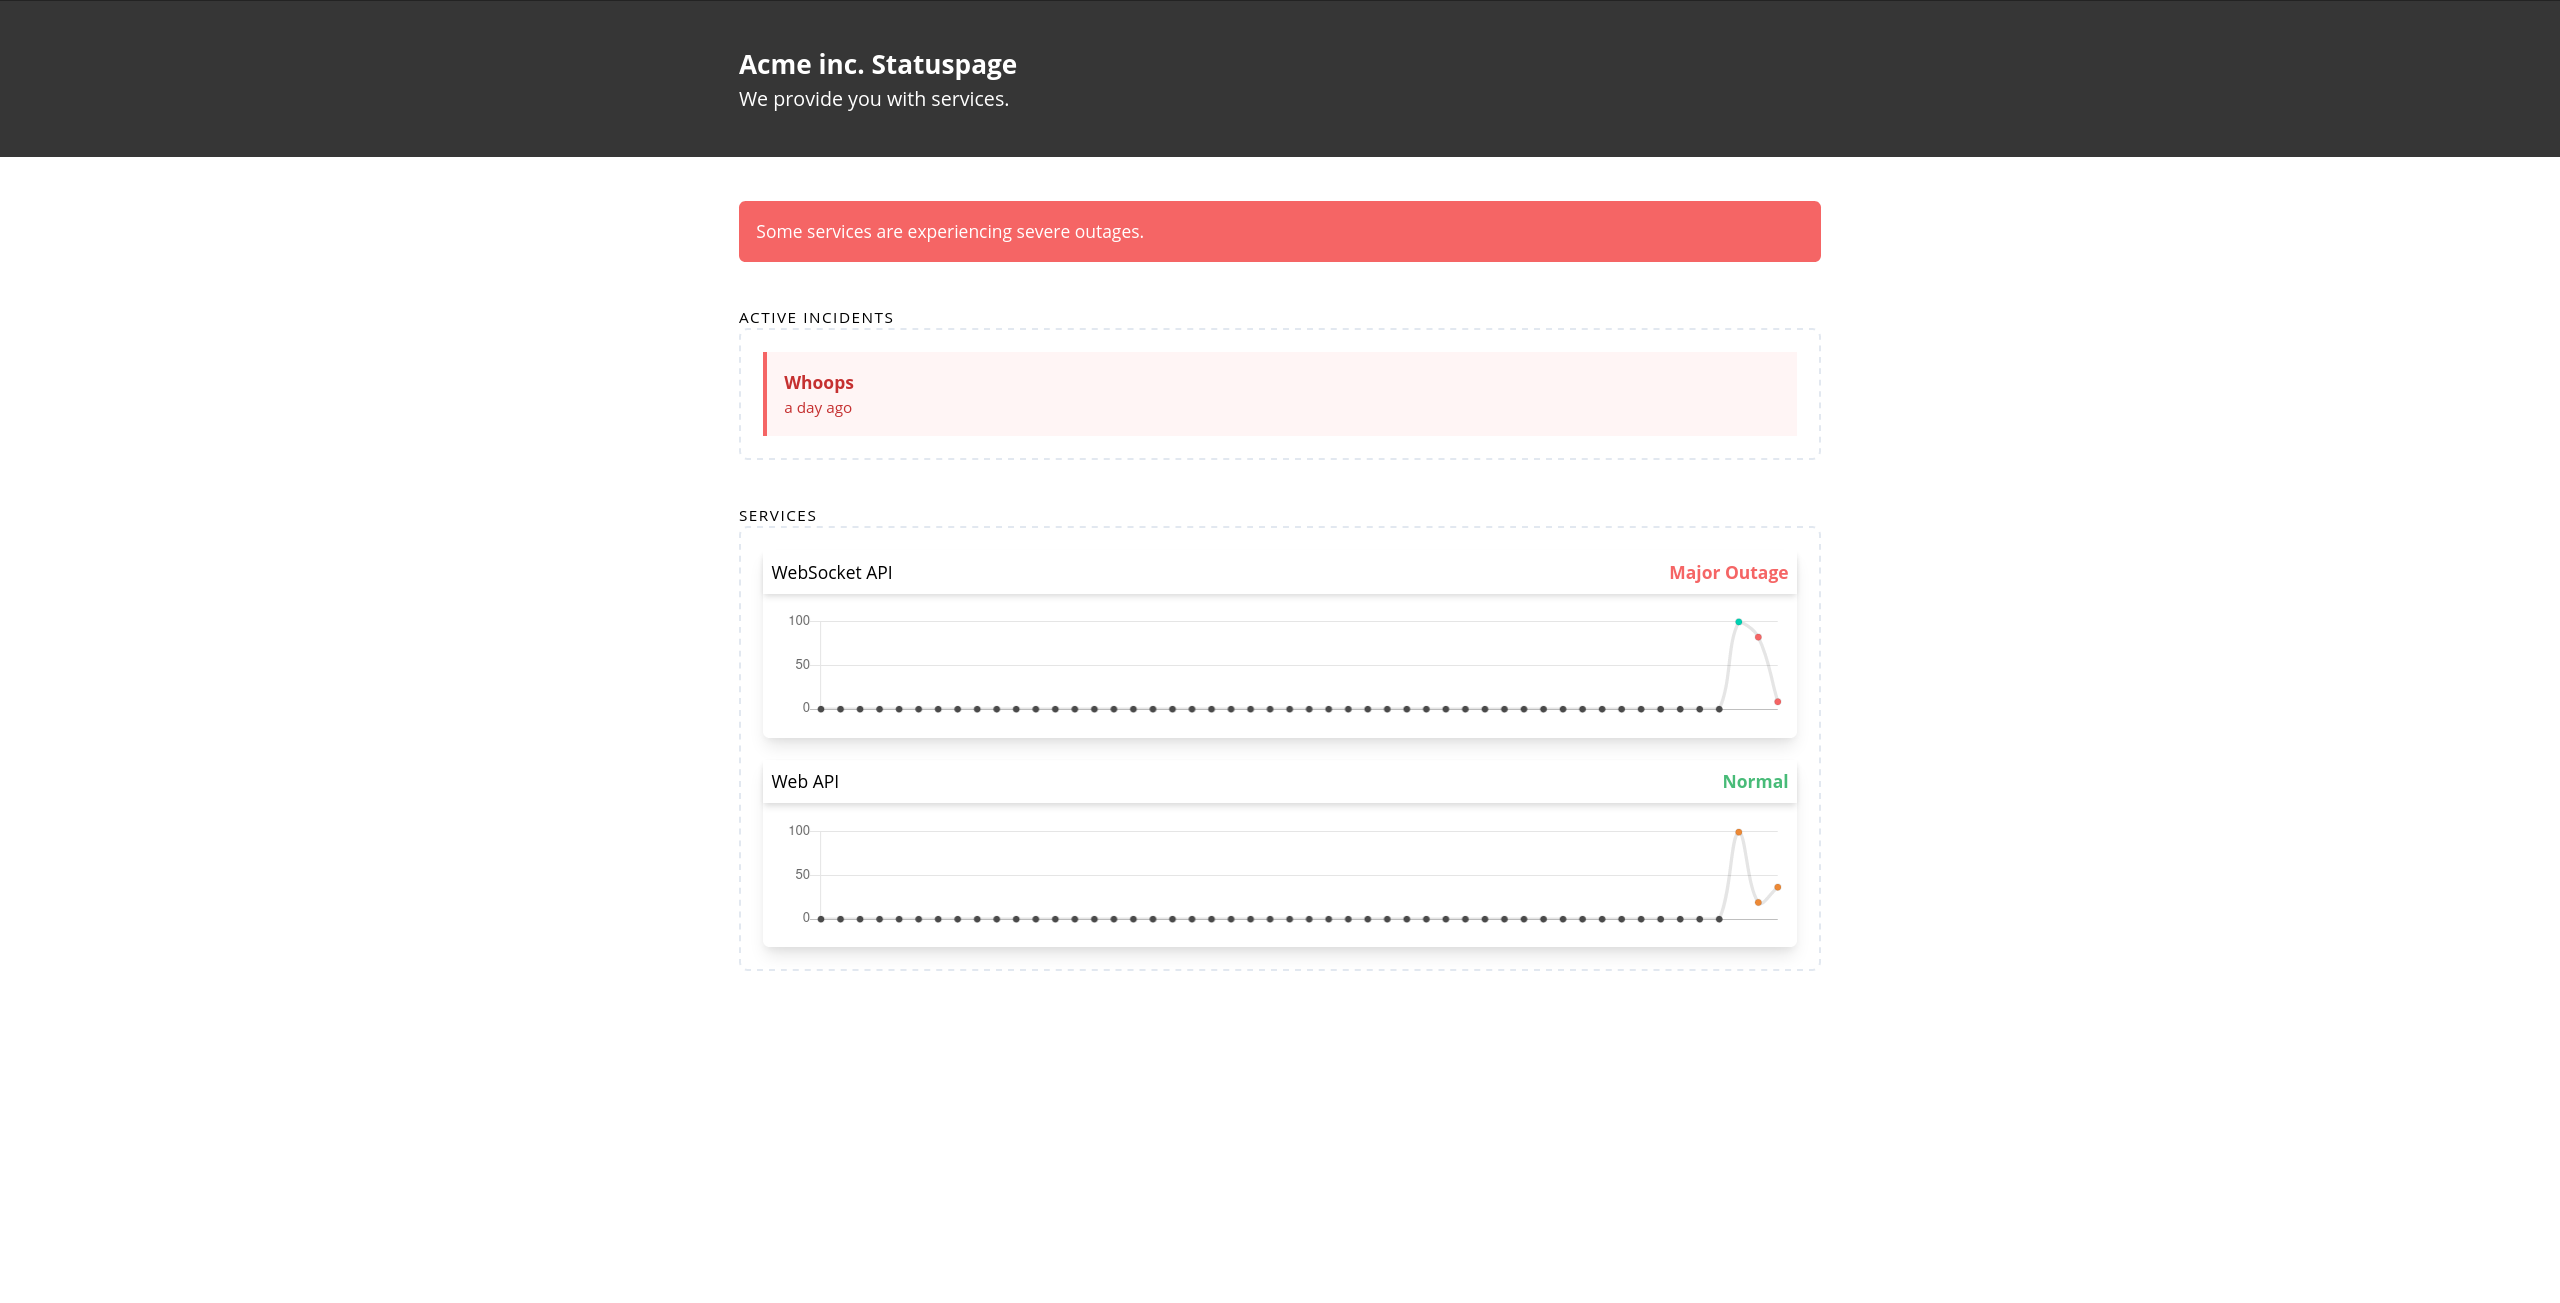 Acme inc. Statuspage
We provide you with services.
Some services are experiencing severe outages.
ACTIVE INCIDENTS
Whoops
a day ago
SERVICES
WebSocket API
Major Outage
100
50
0
Web API
Normal
100
50
0